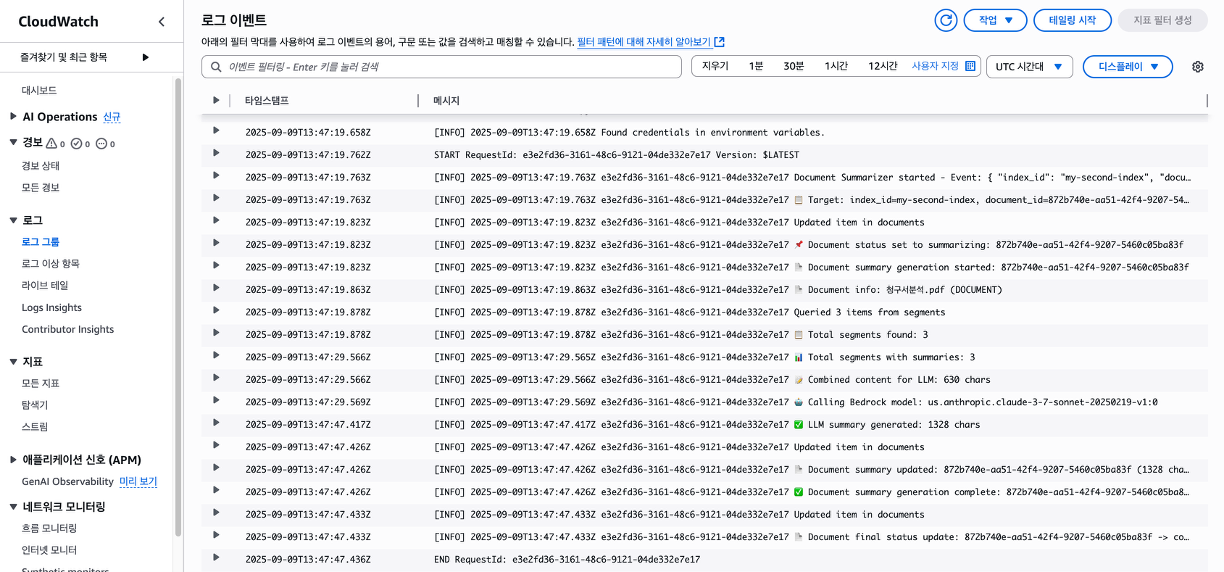 CloudWatch
즐겨찾기 및 최근 항목
대시보드
AI Operations 신규
경보 0 0 0
경보 상태
모든 경보
로그
로그 그룹
로그 이상 항목
라이브 테일
Logs Insights
Contributor Insights
지표
모든 지표
탐색기
스트림
애플리케이션 신호 (APM)
GenAI Observability 미리 보기
네트워크 모니터링
흐름 모니터링
인터넷 모니터
Synthetic monitors
로그 이벤트
작업 테일링 시작 지표 필터 생성
아래의 필터 막대를 사용하여 로그 이벤트의 용어, 구문 또는 값을 검색하고 매칭할 수 있습니다. 필터 패턴에 대해 자세히 알아보기
이벤트 필터링 - Enter 키를 눌러 검색 지우기 1분 30분 1시간 12시간 사용자 지정 UTC 시간대 디스플레이
타임스탬프 메시지
2025-09-09T13:47:19.658Z [INFO] 2025-09-09T13:47:19.658Z Found credentials in environment variables.
2025-09-09T13:47:19.762Z START RequestId: e3e2fd36-3161-48c6-9121-04de332e7e17 Version: $LATEST
2025-09-09T13:47:19.763Z [INFO] 2025-09-09T13:47:19.763Z e3e2fd36-3161-48c6-9121-04de332e7e17 Document Summarizer started - Event: { "index_id": "my-second-index", "docu…
2025-09-09T13:47:19.763Z [INFO] 2025-09-09T13:47:19.763Z e3e2fd36-3161-48c6-9121-04de332e7e17 📋 Target: index_id=my-second-index, document_id=872b740e-aa51-42f4-9207-54…
2025-09-09T13:47:19.823Z [INFO] 2025-09-09T13:47:19.823Z e3e2fd36-3161-48c6-9121-04de332e7e17 Updated item in documents
2025-09-09T13:47:19.823Z [INFO] 2025-09-09T13:47:19.823Z e3e2fd36-3161-48c6-9121-04de332e7e17 📌 Document status set to summarizing: 872b740e-aa51-42f4-9207-5460c05ba83f
2025-09-09T13:47:19.823Z [INFO] 2025-09-09T13:47:19.823Z e3e2fd36-3161-48c6-9121-04de332e7e17 📄 Document summary generation started: 872b740e-aa51-42f4-9207-5460c05ba83f
2025-09-09T13:47:19.863Z [INFO] 2025-09-09T13:47:19.863Z e3e2fd36-3161-48c6-9121-04de332e7e17 📄 Document info: 청구서분석.pdf (DOCUMENT)
2025-09-09T13:47:19.878Z [INFO] 2025-09-09T13:47:19.878Z e3e2fd36-3161-48c6-9121-04de332e7e17 Queried 3 items from segments
2025-09-09T13:47:19.878Z [INFO] 2025-09-09T13:47:19.878Z e3e2fd36-3161-48c6-9121-04de332e7e17 📋 Total segments found: 3
2025-09-09T13:47:29.566Z [INFO] 2025-09-09T13:47:29.565Z e3e2fd36-3161-48c6-9121-04de332e7e17 📊 Total segments with summaries: 3
2025-09-09T13:47:29.566Z [INFO] 2025-09-09T13:47:29.566Z e3e2fd36-3161-48c6-9121-04de332e7e17 📝 Combined content for LLM: 630 chars
2025-09-09T13:47:29.569Z [INFO] 2025-09-09T13:47:29.569Z e3e2fd36-3161-48c6-9121-04de332e7e17 🤖 Calling Bedrock model: us.anthropic.claude-3-7-sonnet-20250219-v1:0
2025-09-09T13:47:47.417Z [INFO] 2025-09-09T13:47:47.417Z e3e2fd36-3161-48c6-9121-04de332e7e17 ✅ LLM summary generated: 1328 chars
2025-09-09T13:47:47.426Z [INFO] 2025-09-09T13:47:47.426Z e3e2fd36-3161-48c6-9121-04de332e7e17 Updated item in documents
2025-09-09T13:47:47.426Z [INFO] 2025-09-09T13:47:47.426Z e3e2fd36-3161-48c6-9121-04de332e7e17 📄 Document summary updated: 872b740e-aa51-42f4-9207-5460c05ba83f (1328 cha…
2025-09-09T13:47:47.426Z [INFO] 2025-09-09T13:47:47.426Z e3e2fd36-3161-48c6-9121-04de332e7e17 ✅ Document summary generation complete: 872b740e-aa51-42f4-9207-5460c05ba8…
2025-09-09T13:47:47.433Z [INFO] 2025-09-09T13:47:47.433Z e3e2fd36-3161-48c6-9121-04de332e7e17 Updated item in documents
2025-09-09T13:47:47.433Z [INFO] 2025-09-09T13:47:47.433Z e3e2fd36-3161-48c6-9121-04de332e7e17 📄 Document final status update: 872b740e-aa51-42f4-9207-5460c05ba83f -> co…
2025-09-09T13:47:47.436Z END RequestId: e3e2fd36-3161-48c6-9121-04de332e7e17